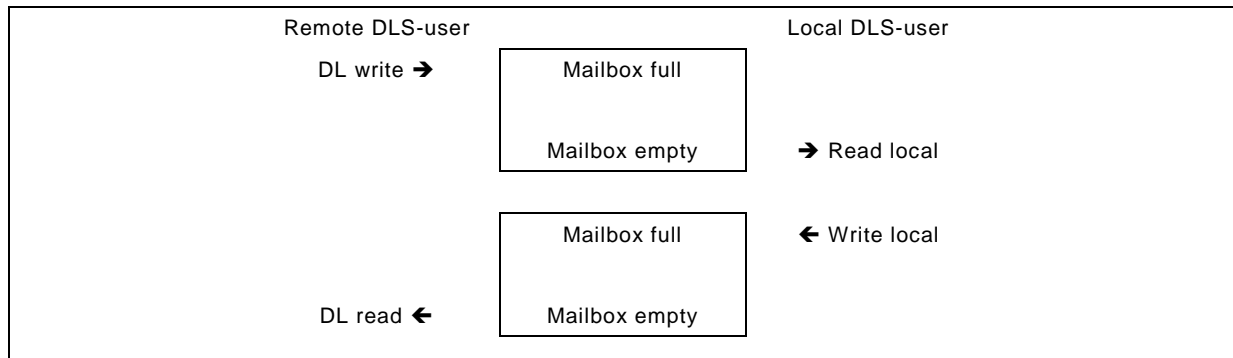 Remote DLS-user Local DLS-user
DL write ➔ Mailbox full
Mailbox empty ➔ Read local
Mailbox full 🡸 Write local
DL read 🡸 Mailbox empty